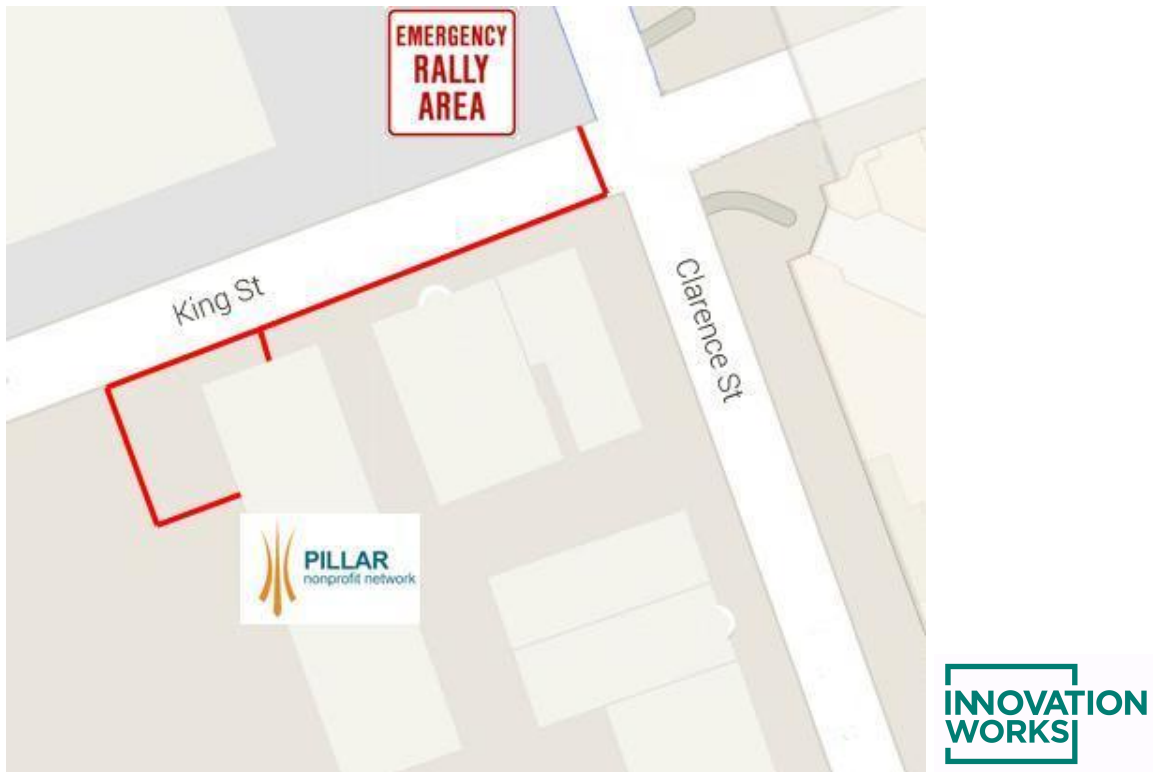 EMERGENCY
RALLY
AREA
King St
Clarence St
PILLAR
nonprofit network
INNOVATION
WORKS